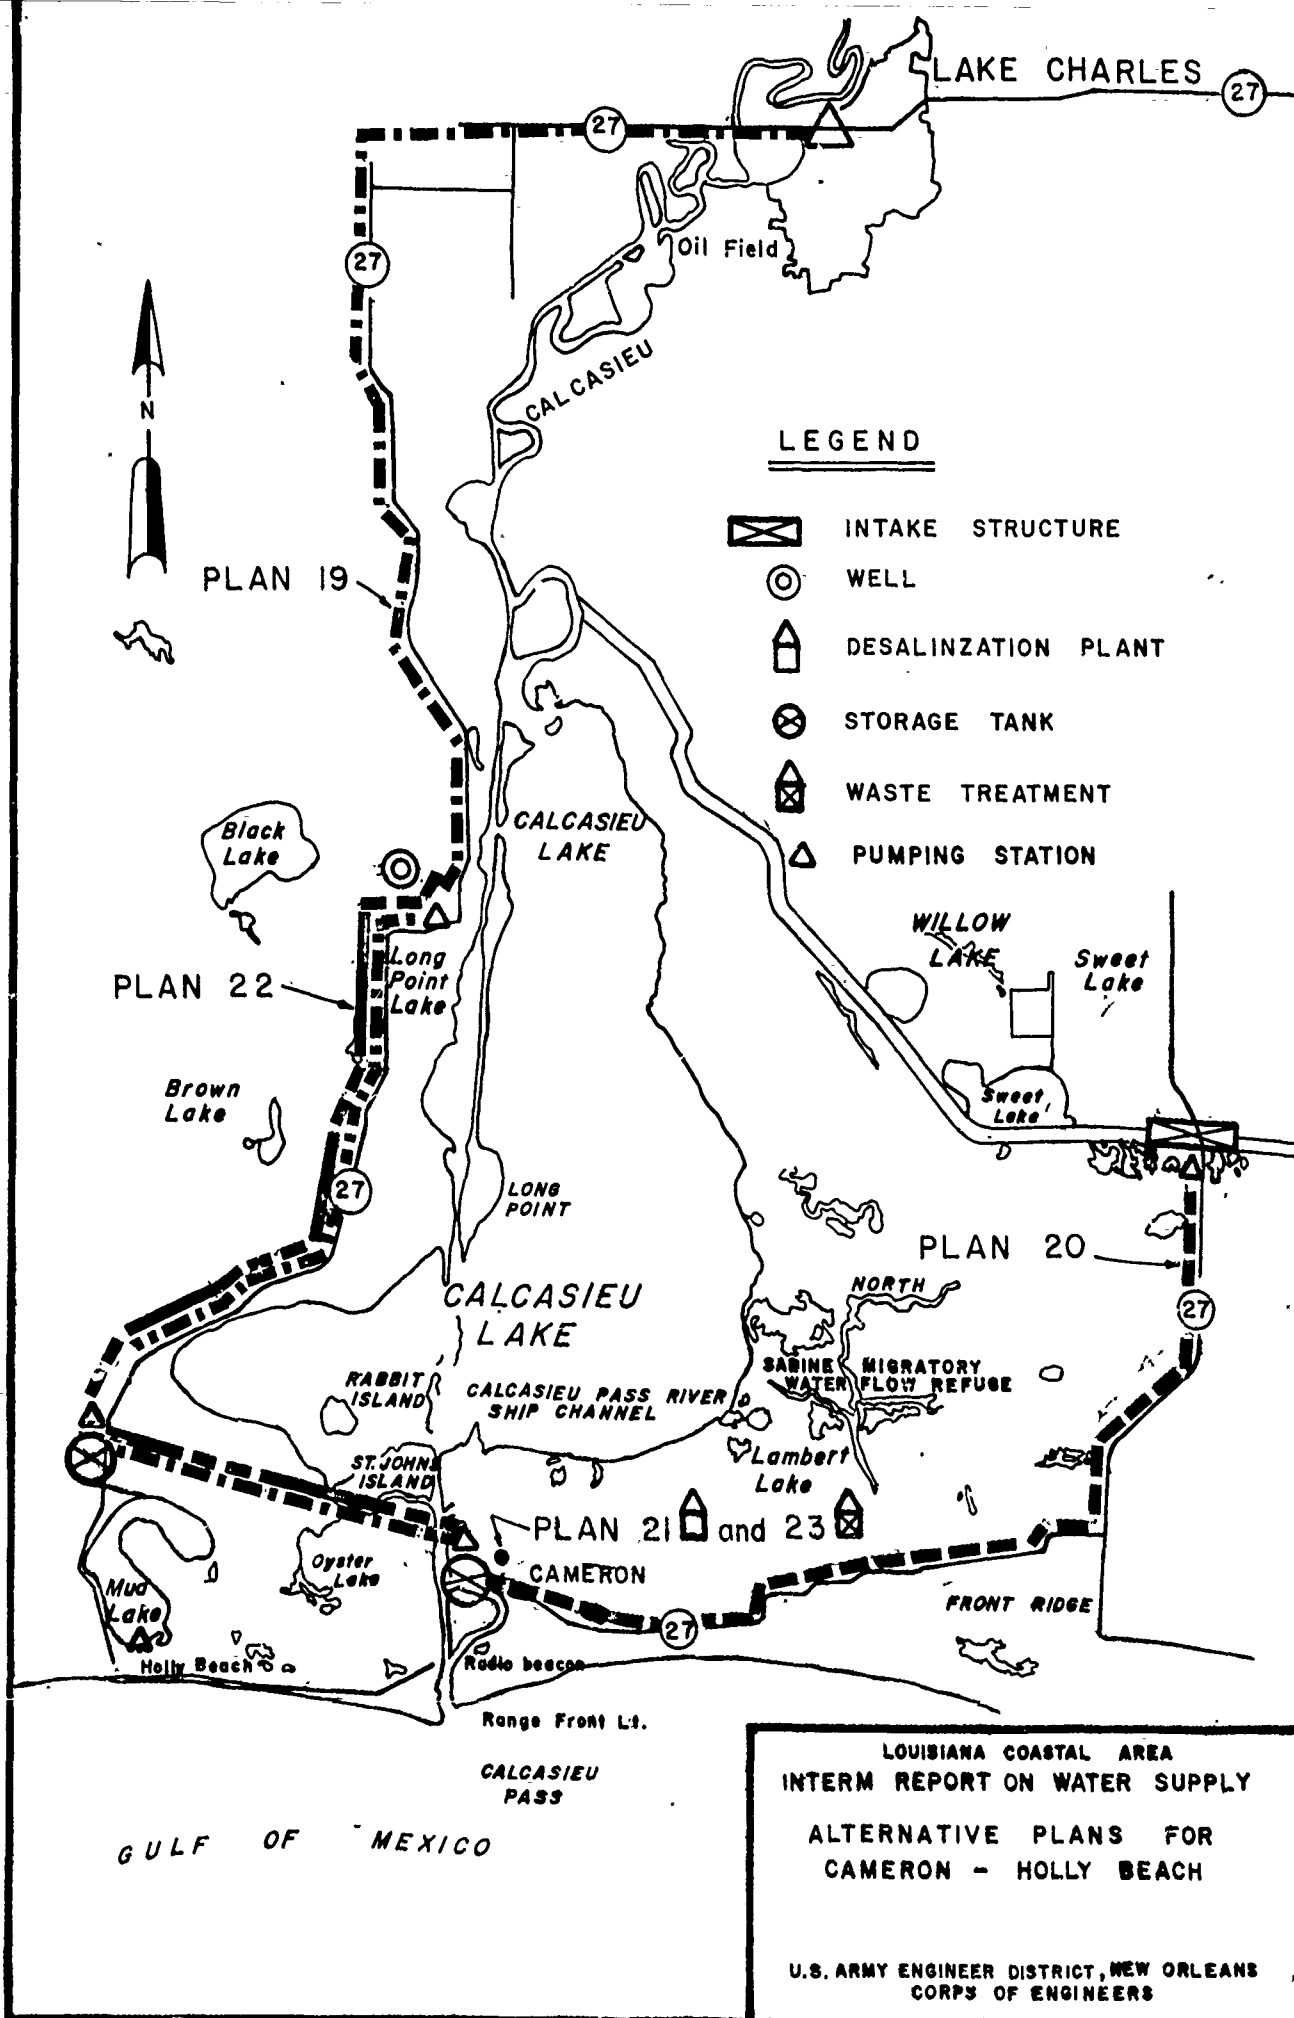 LAKE CHARLES
27
27
27
Oil Field
CALCASIEU
N
LEGEND
INTAKE STRUCTURE
WELL
DESALINZATION PLANT
STORAGE TANK
WASTE TREATMENT
PUMPING STATION
PLAN 19
Black
Lake
CALCASIEU
LAKE
WILLOW
LAKE
Sweet
Lake
Long
Point
Lake
PLAN 22
Brown
Lake
Sweet
Lake
27
LONG
POINT
PLAN 20
27
NORTH
CALCASIEU
LAKE
SABINE MIGRATORY
WATER FLOW REFUGE
RABBIT
ISLAND
CALCASIEU PASS RIVER
SHIP CHANNEL
Lambert
Lake
ST. JOHNS
ISLAND
PLAN 21 and 23
CAMERON
Oyster
Lake
Mud
Lake
FRONT RIDGE
27
Holly Beach
Radio beacon
Range Front Lt.
CALCASIEU
PASS
GULF OF MEXICO
LOUISIANA COASTAL AREA
INTERM REPORT ON WATER SUPPLY
ALTERNATIVE PLANS FOR
CAMERON - HOLLY BEACH
U.S. ARMY ENGINEER DISTRICT, NEW ORLEANS
CORPS OF ENGINEERS